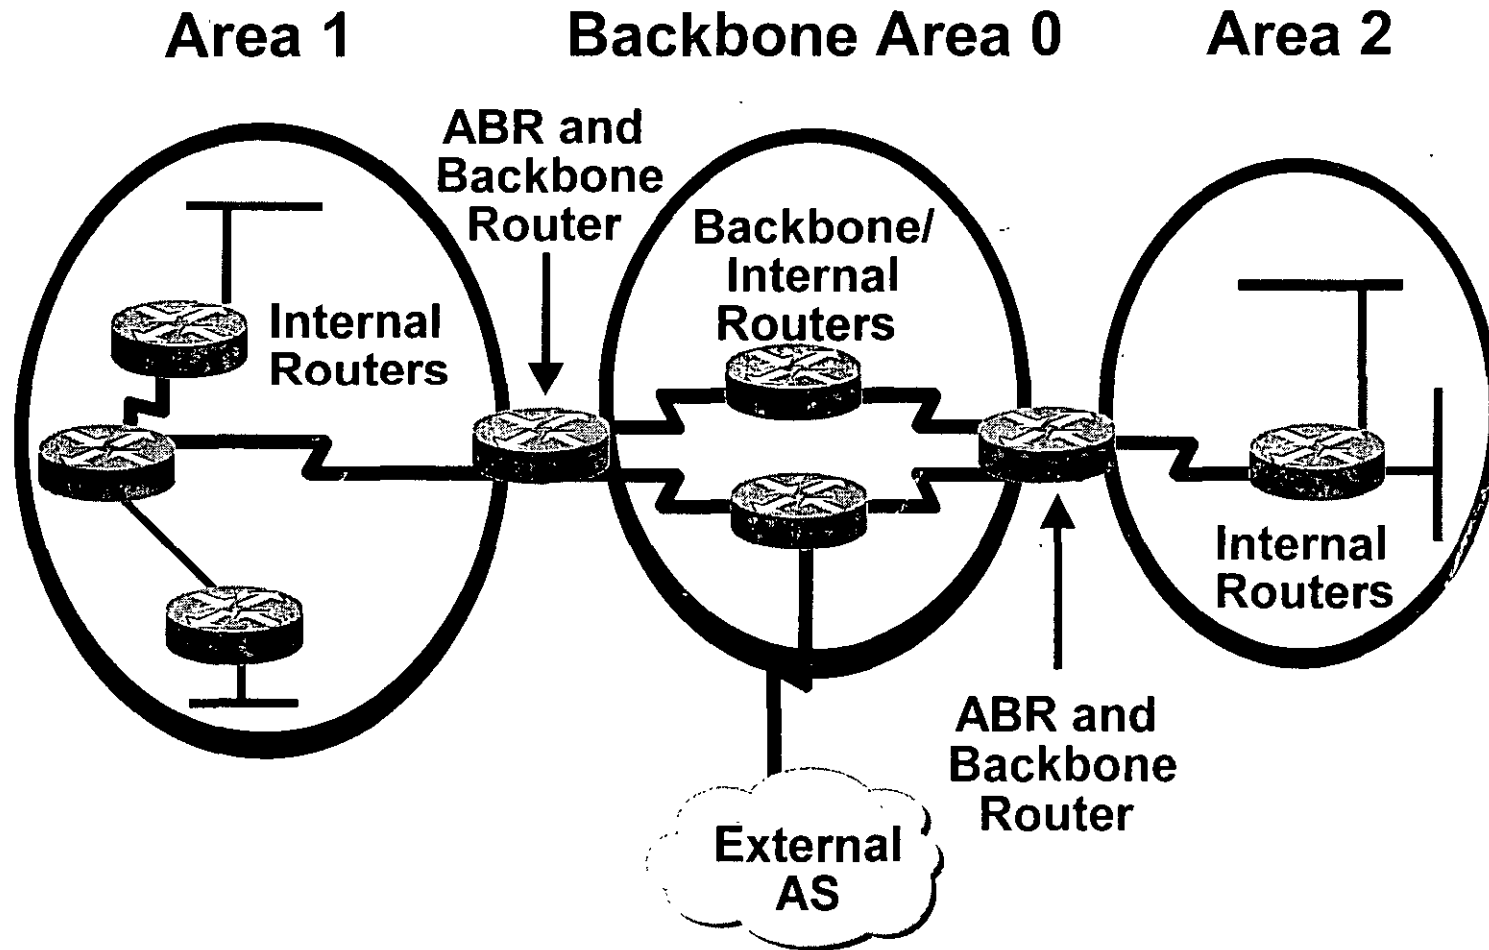 Area 1
Backbone Area 0
Area 2
ABR and
Backbone
Router
Backbone/
Internal
Routers
Internal
Routers
Internal
Routers
ABR and
Backbone
Router
External
AS